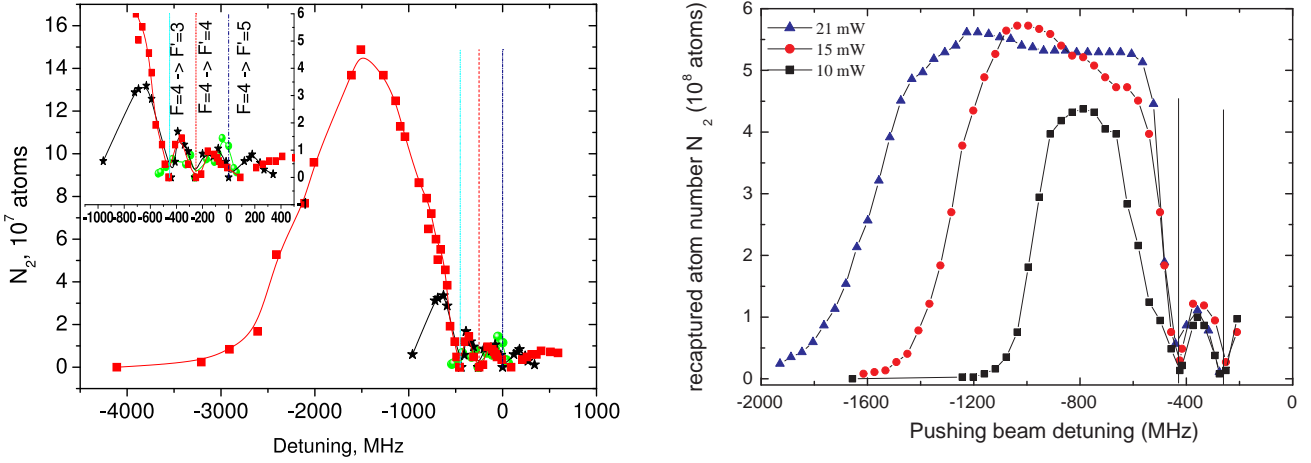 16
14
12
10
8
6
4
2
0
N2, 10^7 atoms
-4000 -3000 -2000 -1000 0 1000
Detuning, MHz
F=4 -> F'=3
F=4 -> F'=4
F=4 -> F'=5
6
5
4
3
2
1
0
-1000 -800 -600 -400 -200 0 200 400
recaptured atom number N2 (10^8 atoms)
6
5
4
3
2
1
0
21 mW
15 mW
10 mW
-2000 -1600 -1200 -800 -400 0
Pushing beam detuning (MHz)